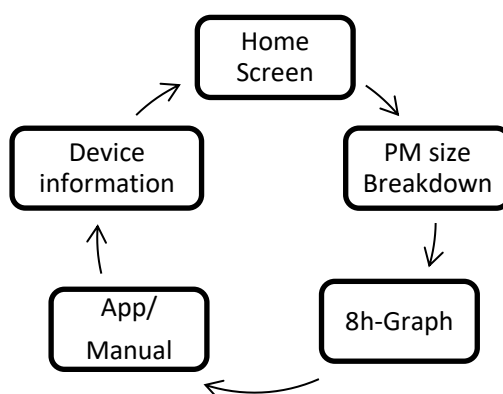 Home
Screen
PM size
Breakdown
8h-Graph
App/
Manual
Device
information